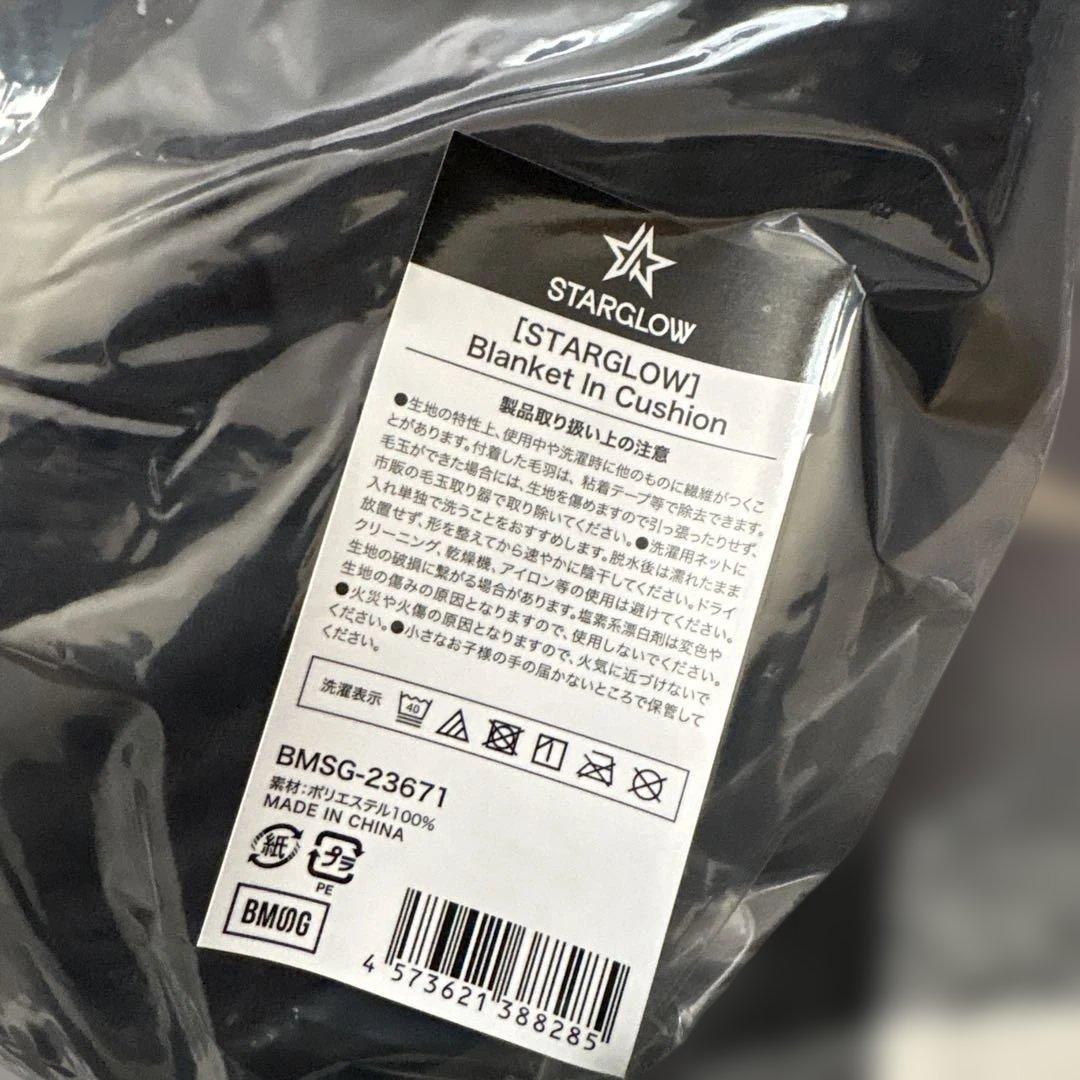 STARGLOW
[STARGLOW]
Blanket In Cushion
製品取り扱い上の注意
●生地の特性上、使用中や洗濯時に他のものに繊維がつくこ
とがあります。付着した毛羽は、粘着テープ等で除去できます。
毛玉ができた場合には、生地を傷めますので引っ張ったりせず、
市販の毛玉取り器で取り除いてください。●洗濯用ネットに
入れ単独で洗うことをおすすめします。脱水後は濡れたまま
放置せず、形を整えてから速やかに陰干してください。ドライ
クリーニング、乾燥機、アイロン等の使用は避けてください。
生地の破損に繋がる場合があります。塩素系漂白剤は変色や
生地の傷みの原因となりますので、使用しないでください。
●火災や火傷の原因となりますので、火気に近づけないで
ください。●小さなお子様の手の届かないところで保管して
ください。
洗濯表示 40
BMSG-23671
素材:ポリエステル100%
MADE IN CHINA
紙 プラ
PE
BMSG
4 573621 388285